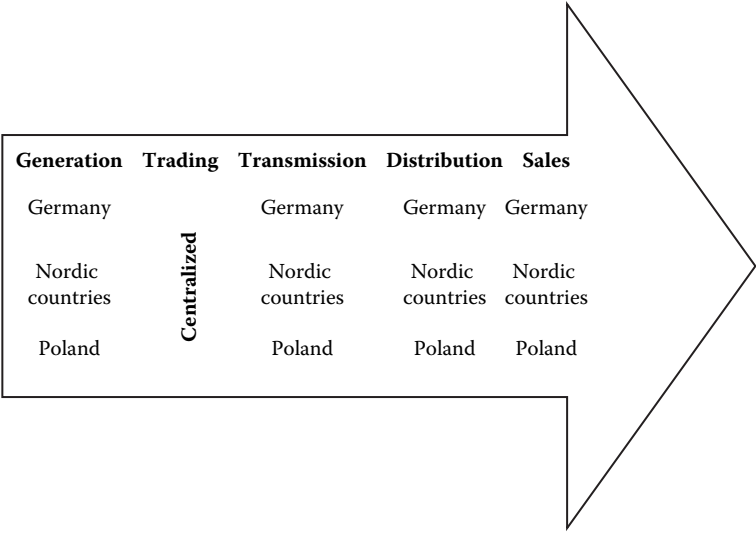 Generation Trading Transmission Distribution Sales
Germany Germany Germany Germany
Centralized
Nordic Nordic Nordic Nordic
countries countries countries countries
Poland Poland Poland Poland